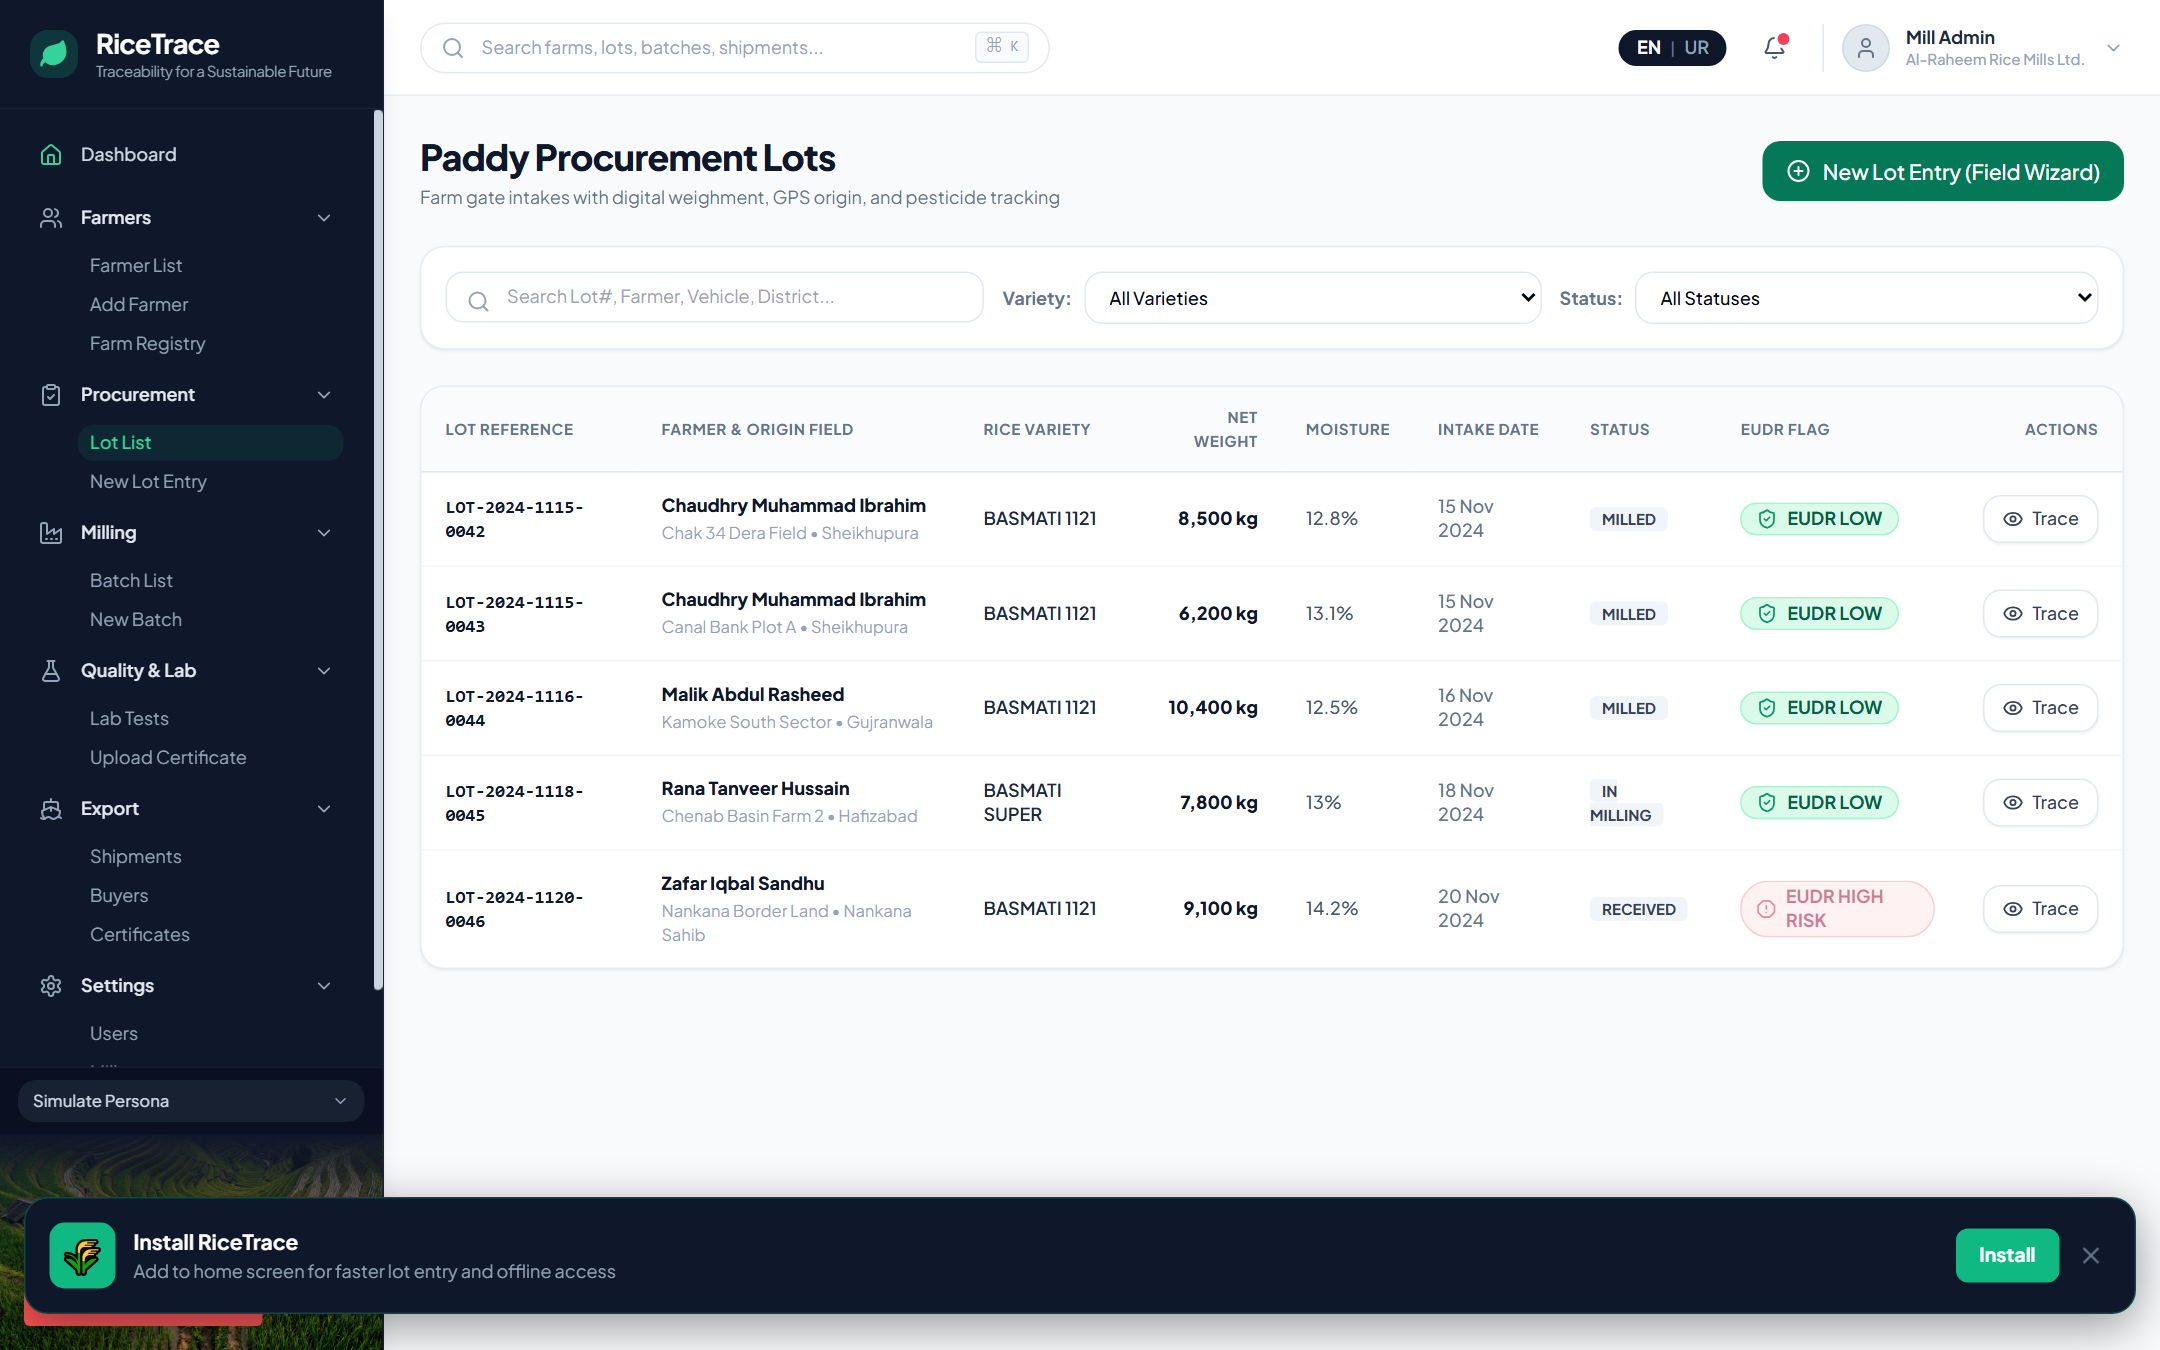 RiceTrace
Traceability for a Sustainable Future
Dashboard
Farmers
Farmer List
Add Farmer
Farm Registry
Procurement
Lot List
New Lot Entry
Milling
Batch List
New Batch
Quality & Lab
Lab Tests
Upload Certificate
Export
Shipments
Buyers
Certificates
Settings
Users
Simulate Persona
Search farms, lots, batches, shipments...
⌘ K
EN | UR
Mill Admin
Al-Raheem Rice Mills Ltd.
Paddy Procurement Lots
Farm gate intakes with digital weighment, GPS origin, and pesticide tracking
New Lot Entry (Field Wizard)
Search Lot#, Farmer, Vehicle, District...
Variety:
All Varieties
Status:
All Statuses
LOT REFERENCE
FARMER & ORIGIN FIELD
RICE VARIETY
NET
WEIGHT
MOISTURE
INTAKE DATE
STATUS
EUDR FLAG
ACTIONS
LOT-2024-1115-
0042
Chaudhry Muhammad Ibrahim
Chak 34 Dera Field • Sheikhupura
BASMATI 1121
8,500 kg
12.8%
15 Nov
2024
MILLED
EUDR LOW
Trace
LOT-2024-1115-
0043
Chaudhry Muhammad Ibrahim
Canal Bank Plot A • Sheikhupura
BASMATI 1121
6,200 kg
13.1%
15 Nov
2024
MILLED
EUDR LOW
Trace
LOT-2024-1116-
0044
Malik Abdul Rasheed
Kamoke South Sector • Gujranwala
BASMATI 1121
10,400 kg
12.5%
16 Nov
2024
MILLED
EUDR LOW
Trace
LOT-2024-1118-
0045
Rana Tanveer Hussain
Chenab Basin Farm 2 • Hafizabad
BASMATI
SUPER
7,800 kg
13%
18 Nov
2024
IN
MILLING
EUDR LOW
Trace
LOT-2024-1120-
0046
Zafar Iqbal Sandhu
Nankana Border Land • Nankana
Sahib
BASMATI 1121
9,100 kg
14.2%
20 Nov
2024
RECEIVED
EUDR HIGH
RISK
Trace
Install RiceTrace
Add to home screen for faster lot entry and offline access
Install